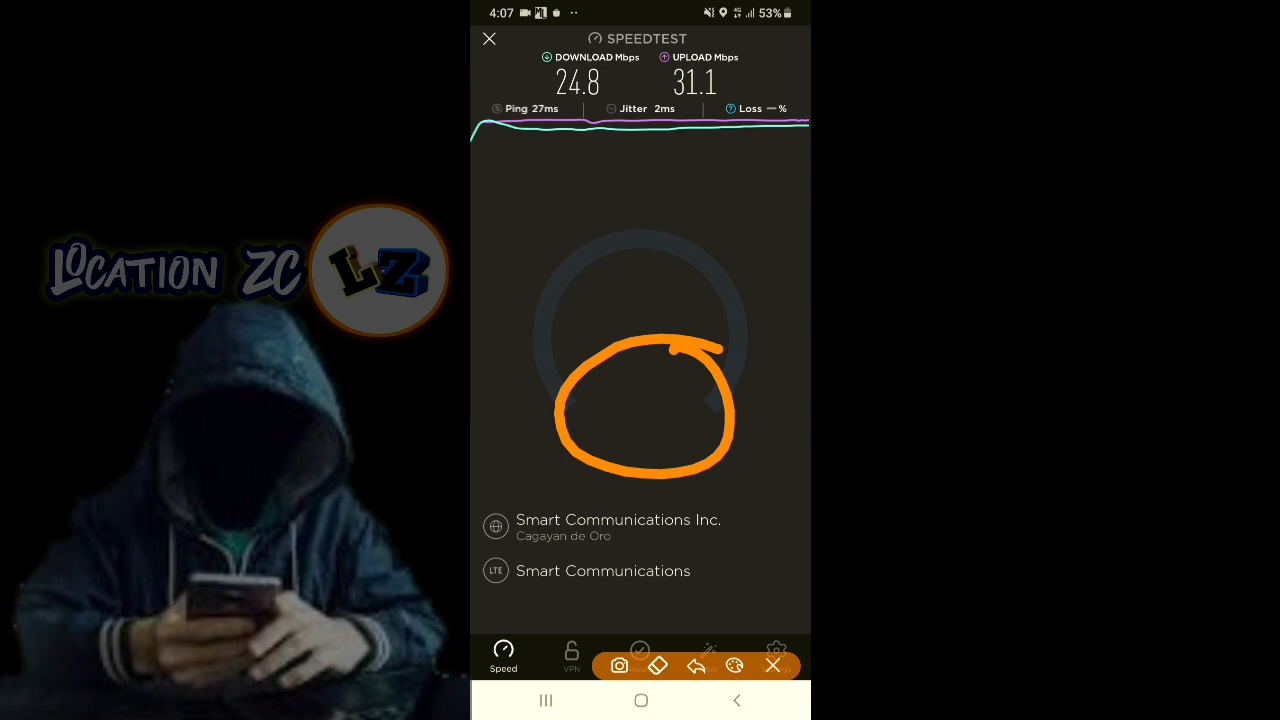 4:07
4G
53%
SPEEDTEST
DOWNLOAD Mbps
UPLOAD Mbps
24.8
31.1
Ping 27ms
Jitter 2ms
Loss — %
LOCATION ZC
LZ
Smart Communications Inc.
Cagayan de Oro
LTE
Smart Communications
Speed
VPN